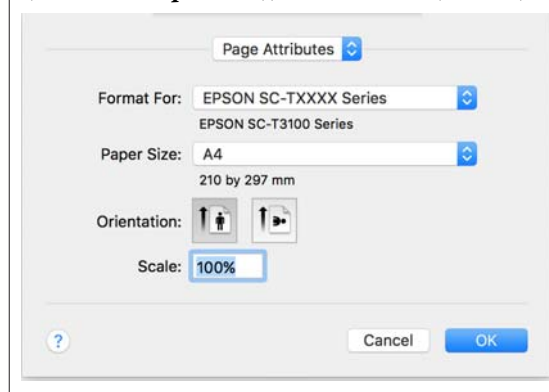 Page Attributes
Format For: EPSON SC-TXXXX Series
EPSON SC-T3100 Series
Paper Size: A4
210 by 297 mm
Orientation:
Scale: 100%
? Cancel OK